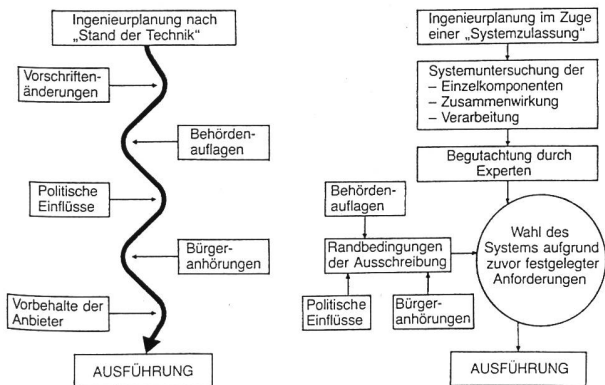 Ingenieurplanung nach
„Stand der Technik“
Vorschriften-
änderungen
Behörden-
auflagen
Politische
Einflüsse
Bürger-
anhörungen
Vorbehalte der
Anbieter
AUSFÜHRUNG
Ingenieurplanung im Zuge
einer „Systemzulassung“
Systemuntersuchung der
– Einzelkomponenten
– Zusammenwirkung
– Verarbeitung
Begutachtung durch
Experten
Behörden-
auflagen
Randbedingungen
der Ausschreibung
Politische
Einflüsse
Bürger-
anhörungen
Wahl des
Systems aufgrund
zuvor festgelegter
Anforderungen
AUSFÜHRUNG